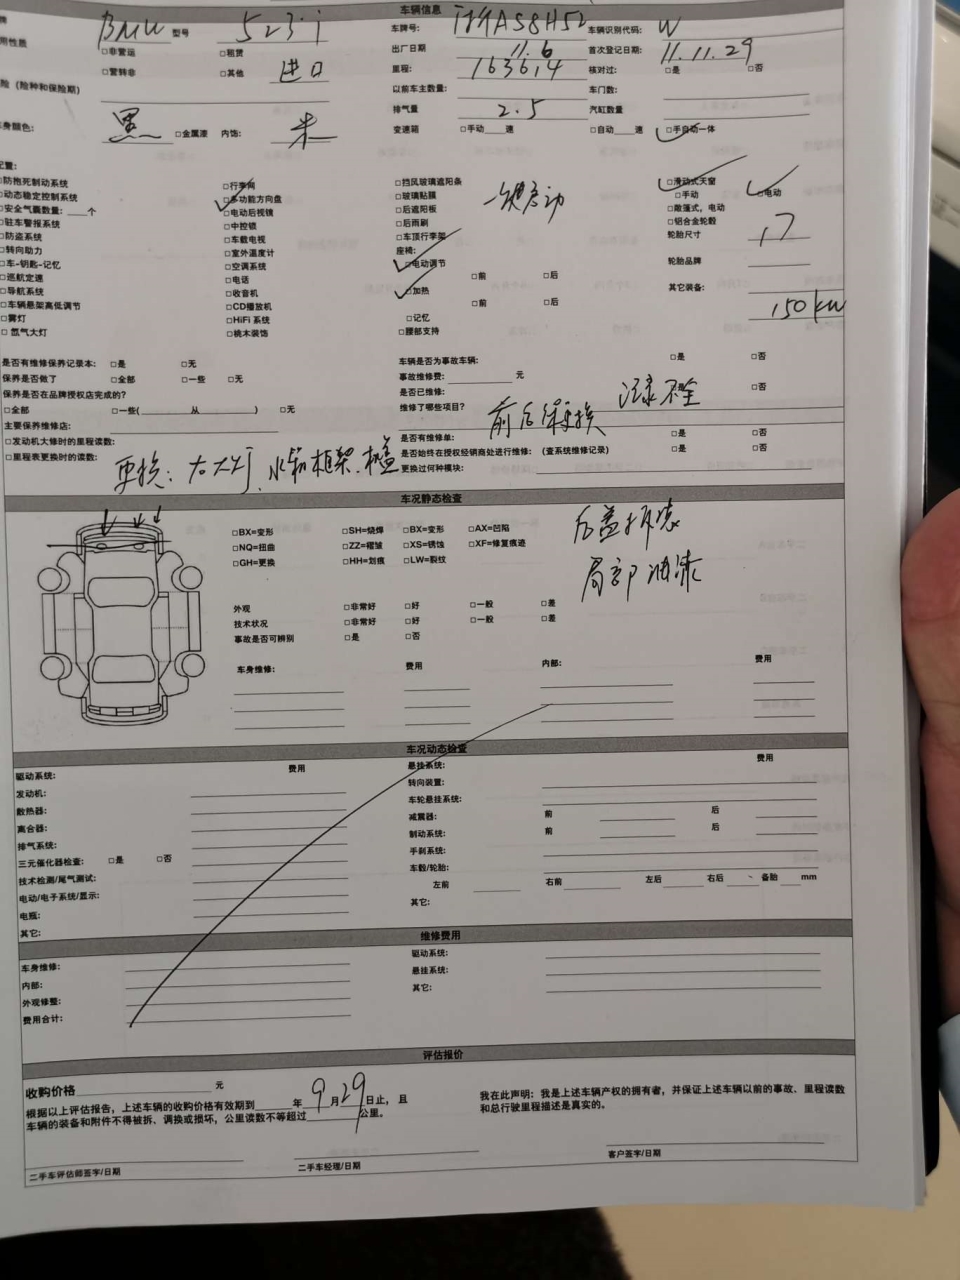 车辆信息
牌 BMW 型号 523i 车牌号: 浙AS8H52 车辆识别代码: W
用性质 □非营运 □租赁 出厂日期 11.6 首次登记日期: 11.11.29
□营转非 □其他 进口 里程: 163614 核对过: □是 □否
险（险种和保险期） 以前车主数量: 车门数:
排气量 2.5 汽缸数量
车身颜色: 黑 □金属漆 内饰: 米 变速箱 □手动 速 □自动 速 □手自动一体
配置:
□防抱死制动系统 □行李网 □挡风玻璃遮阳条 一键启动 □滑动式天窗
□动态稳定控制系统 □多功能方向盘 □玻璃贴膜 □手动 □电动
□安全气囊数量: 个 □电动后视镜 □后遮阳板 □敞篷式，电动
□驻车警报系统 □中控锁 □后雨刷 □铝合金轮毂
□防盗系统 □车载电视 □车顶行李架 轮胎尺寸 17
□转向助力 □室外温度计 座椅:
□车-钥匙-记忆 □空调系统 □电动调节 轮胎品牌
□巡航定速 □电话 □前 □后
□导航系统 □收音机 □加热 其它装备:
□车辆悬架高低调节 □CD播放机 □前 □后 150kw
□雾灯 □HiFi 系统 □记忆
□氙气大灯 □桃木装饰 □腰部支持
是否有维修保养记录本: □是 □无 车辆是否为事故车辆: □是 □否
保养是否做了 □全部 □一些 □无 事故维修费: 元
保养是否在品牌授权店完成的? 是否已维修: □是 □否
□全部 □一些( 从 ) □无 维修了哪些项目? 前后保更换 记录不全
主要保养维修店:
□发动机大修时的里程读数: 是否有维修单: □是 □否
□里程表更换时的读数: 是否始终在授权经销商处进行维修: （查系统维修记录） □是 □否
更换: 右大灯、水箱框架、机盖 更换过何种模块:
车况静态检查
□BX=变形 □SH=烧焊 □BX=变形 □AX=凹陷 后盖拆装
□NQ=扭曲 □ZZ=褶皱 □XS=锈蚀 □XF=修复痕迹
□GH=更换 □HH=划痕 □LW=裂纹 局部油漆
外观 □非常好 □好 □一般 □差
技术状况 □非常好 □好 □一般 □差
事故是否可辨别 □是 □否
车身维修: 费用 内部: 费用
车况动态检查
驱动系统: 费用 悬挂系统: 费用
发动机: 转向装置:
散热器: 车轮悬挂系统:
离合器: 减震器: 前 后
排气系统: 制动系统: 前 后
三元催化器检查: □是 □否 手刹系统:
技术检测/尾气测试: 车毂/轮胎:
电动/电子系统/显示: 左前 右前 左后 右后 备胎 mm
电瓶: 其它:
其它:
维修费用
车身维修: 驱动系统:
内部: 悬挂系统:
外观修整: 其它:
费用合计:
评估报价
收购价格 元
根据以上评估报告，上述车辆的收购价格有效期到 年 9 月 29 日止，且
车辆的装备和附件不得被拆、调换或损坏，公里读数不等超过 公里。
我在此声明：我是上述车辆产权的拥有者，并保证上述车辆以前的事故、里程读数
和总行驶里程描述是真实的。
二手车评估师签字/日期 二手车经理/日期 客户签字/日期